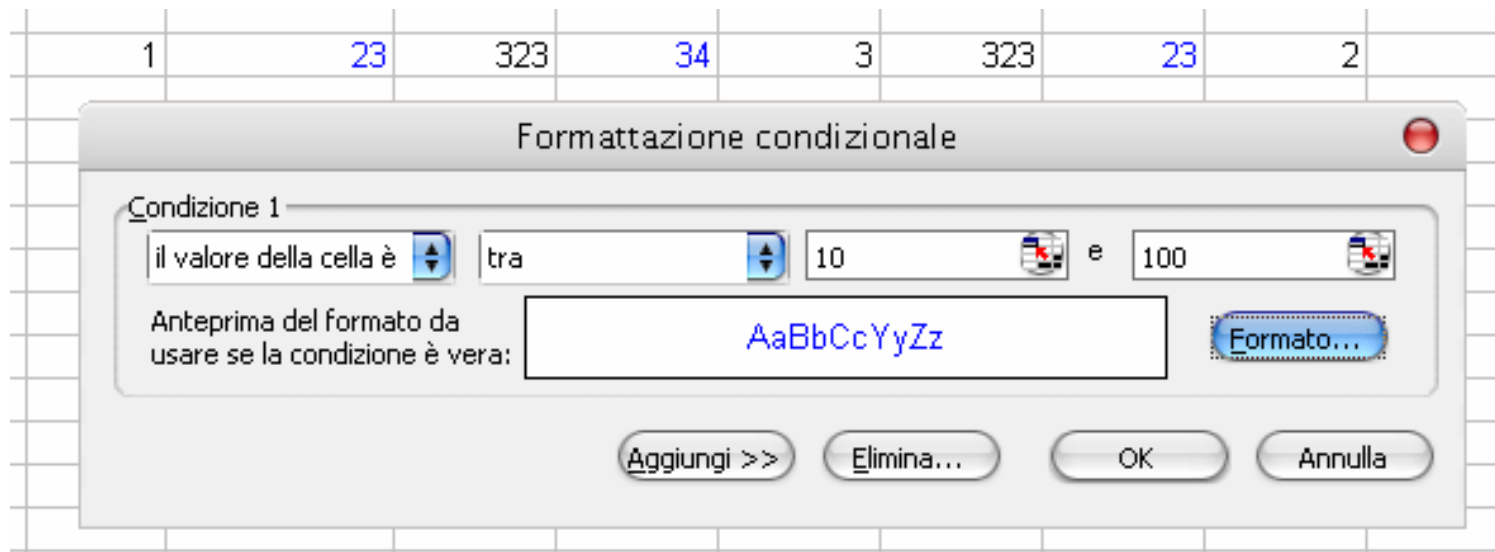 1 23 323 34 3 323 23 2
Formattazione condizionale
Condizione 1
il valore della cella è tra 10 e 100
Anteprima del formato da
usare se la condizione è vera:
AaBbCcYyZz
Formato...
Aggiungi >> Elimina... OK Annulla